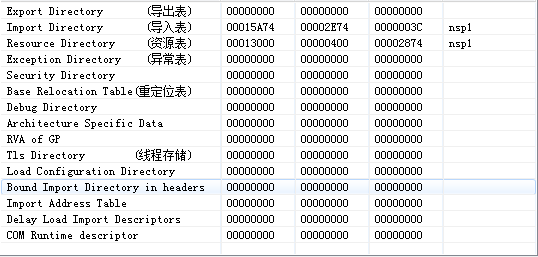 Export Directory (导出表) 00000000 00000000 00000000
Import Directory (导入表) 00015A74 00002E74 0000003C nsp1
Resource Directory (资源表) 00013000 00000400 00002874 nsp1
Exception Directory (异常表) 00000000 00000000 00000000
Security Directory 00000000 00000000 00000000
Base Relocation Table(重定位表) 00000000 00000000 00000000
Debug Directory 00000000 00000000 00000000
Architecture Specific Data 00000000 00000000 00000000
RVA of GP 00000000 00000000 00000000
Tls Directory (线程存储) 00000000 00000000 00000000
Load Configuration Directory 00000000 00000000 00000000
Bound Import Directory in headers 00000000 00000000 00000000
Import Address Table 00000000 00000000 00000000
Delay Load Import Descriptors 00000000 00000000 00000000
COM Runtime descriptor 00000000 00000000 00000000